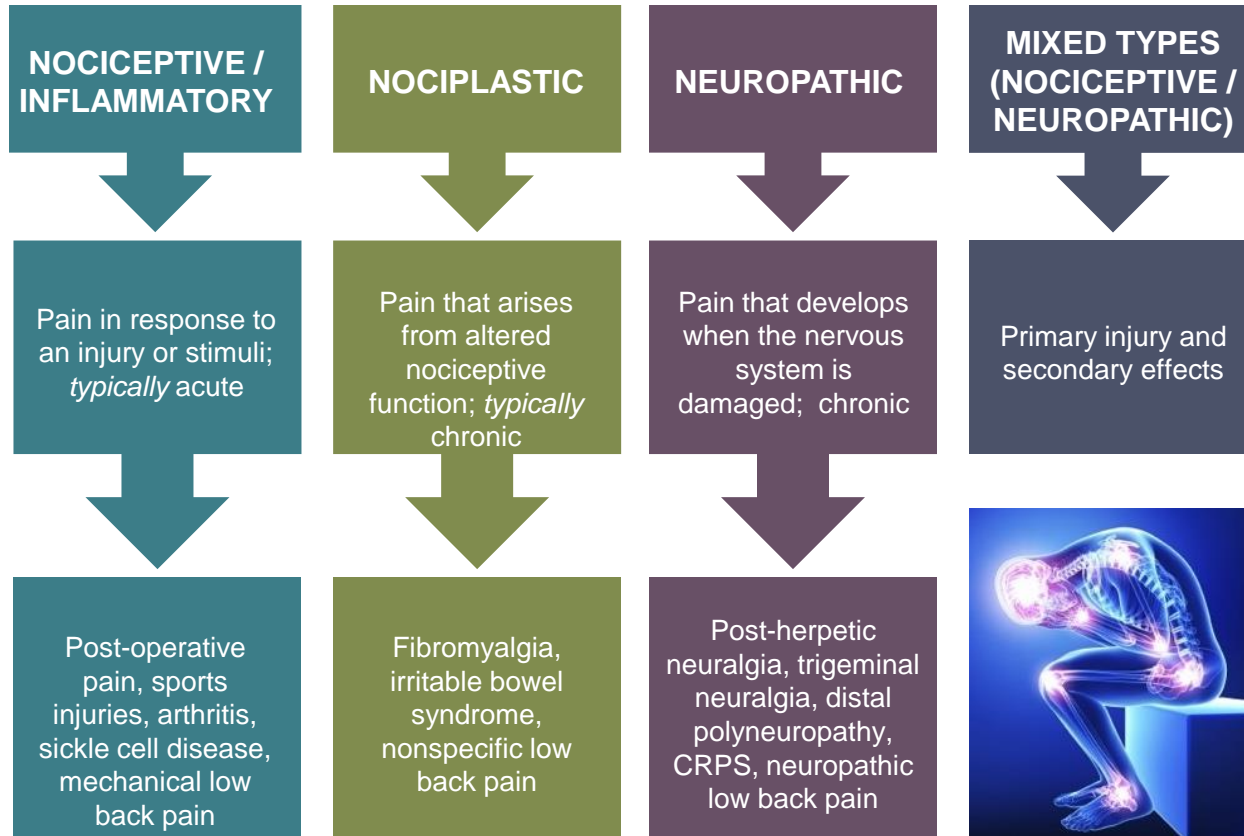 NOCICEPTIVE /
INFLAMMATORY
Pain in response to
an injury or stimuli;
typically acute
Post-operative
pain, sports
injuries, arthritis,
sickle cell disease,
mechanical low
back pain
NOCIPLASTIC
Pain that arises
from altered
nociceptive
function; typically
chronic
Fibromyalgia,
irritable bowel
syndrome,
nonspecific low
back pain
NEUROPATHIC
Pain that develops
when the nervous
system is
damaged; chronic
Post-herpetic
neuralgia, trigeminal
neuralgia, distal
polyneuropathy,
CRPS, neuropathic
low back pain
MIXED TYPES
(NOCICEPTIVE /
NEUROPATHIC)
Primary injury and
secondary effects